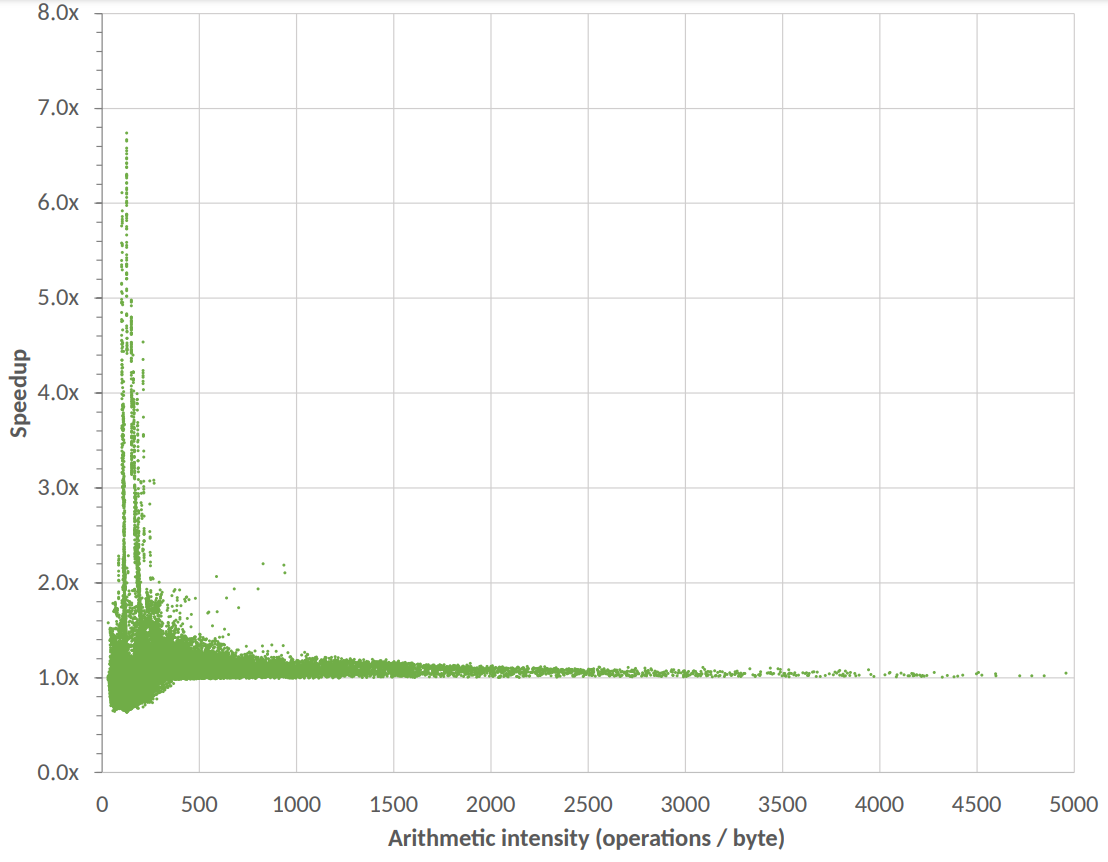 8.0x
7.0x
6.0x
5.0x
4.0x
3.0x
2.0x
1.0x
0.0x
Speedup
0 500 1000 1500 2000 2500 3000 3500 4000 4500 5000
Arithmetic intensity (operations / byte)